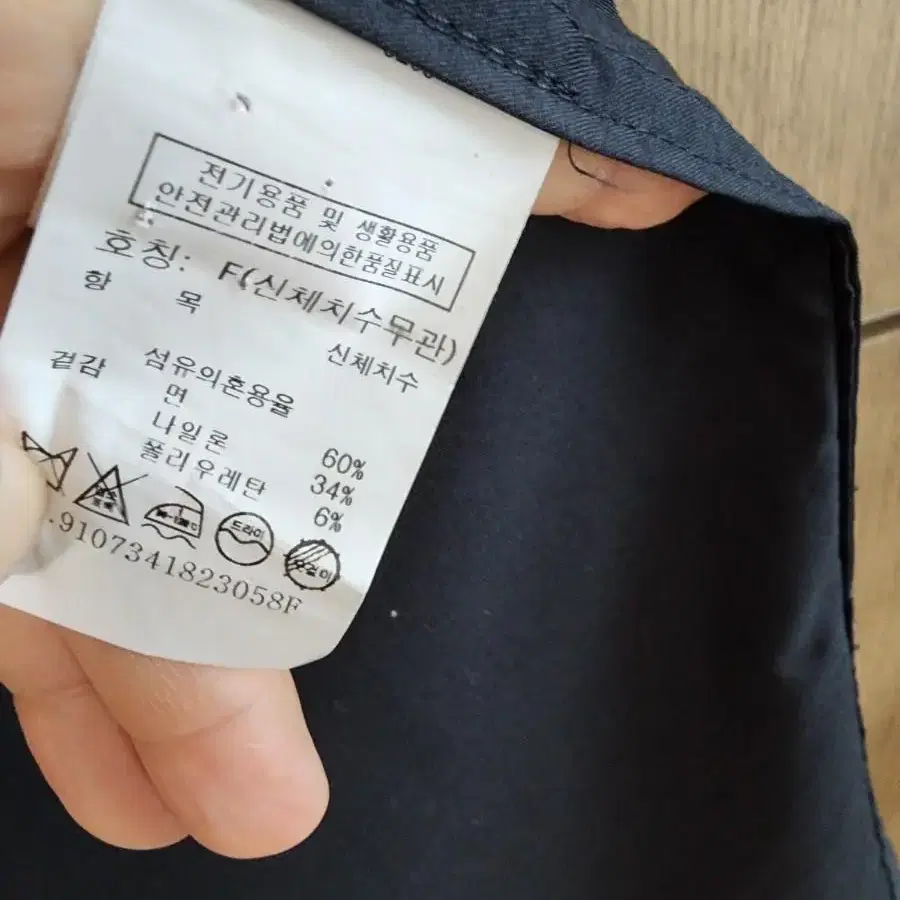 전기용품 및 생활용품
안전관리법에의한품질표시
호칭: F(신체치수무관)
항 목 신체치수
겉감 섬유의혼용율
면 60%
나일론 34%
폴리우레탄 6%
드라이 옷걸이
.9107341823058F